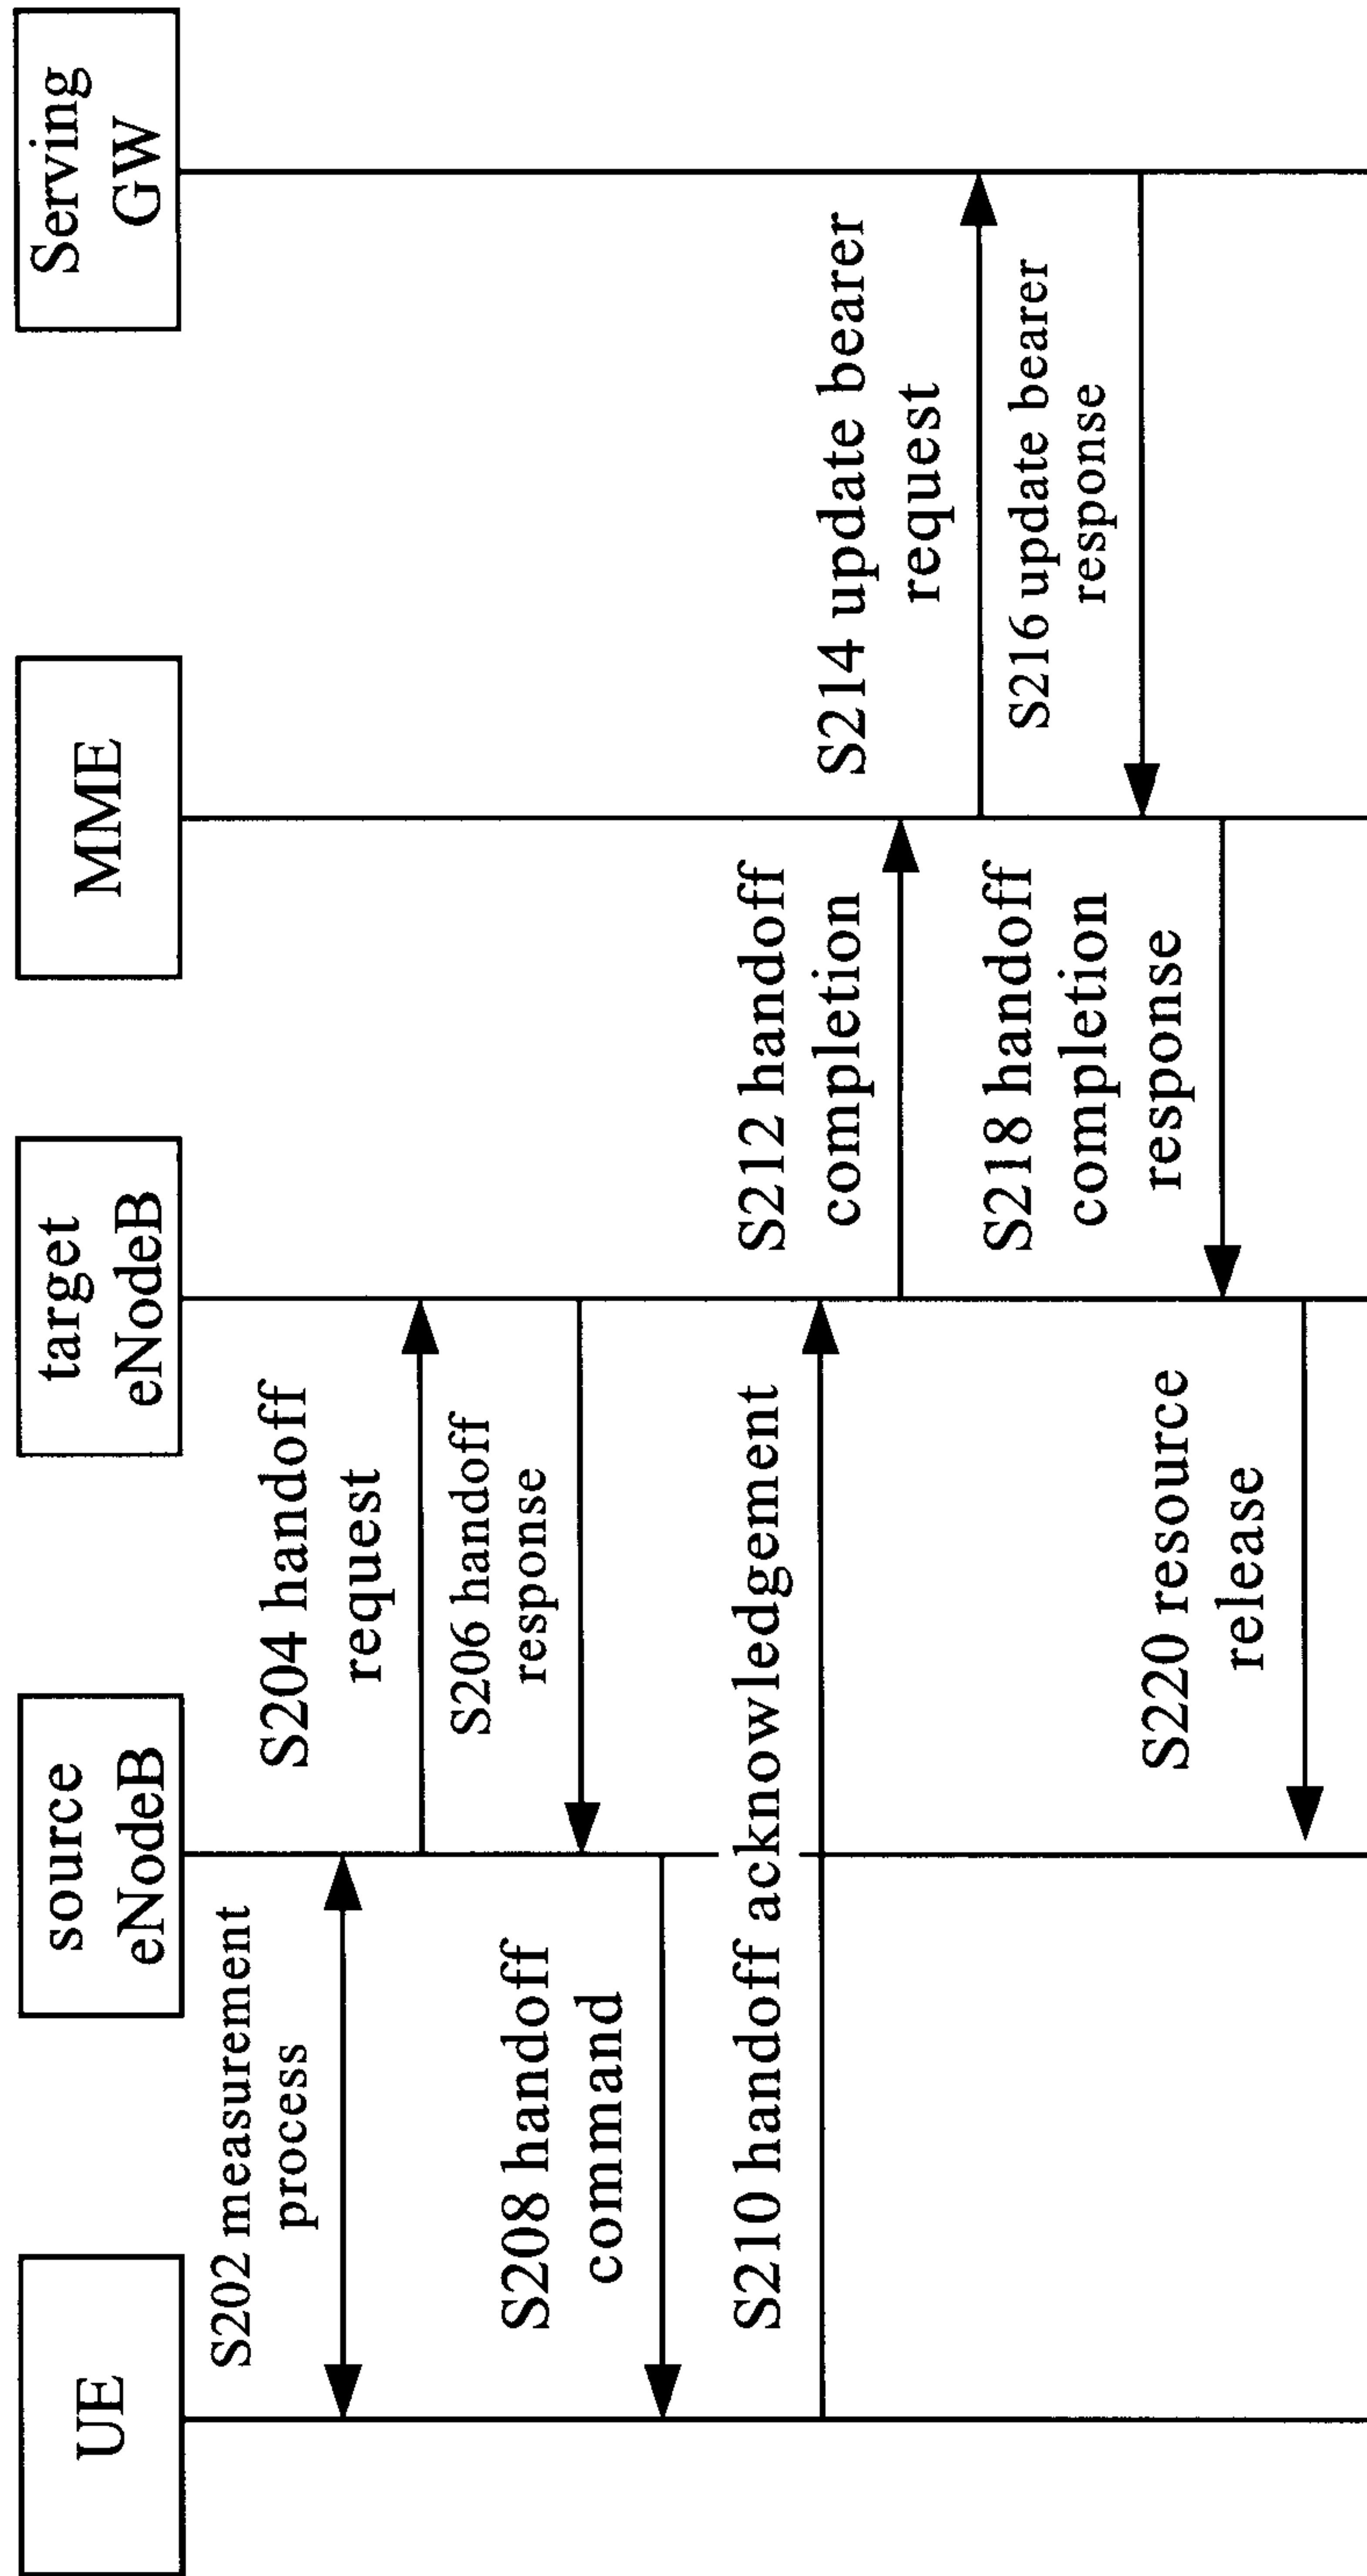 UE
source
eNodeB
target
eNodeB
MME
Serving
GW
S202 measurement
process
S204 handoff
request
S206 handoff
response
S208 handoff
command
S210 handoff acknowledgement
S212 handoff
completion
S214 update bearer
request
S216 update bearer
response
S218 handoff
completion
response
S220 resource
release